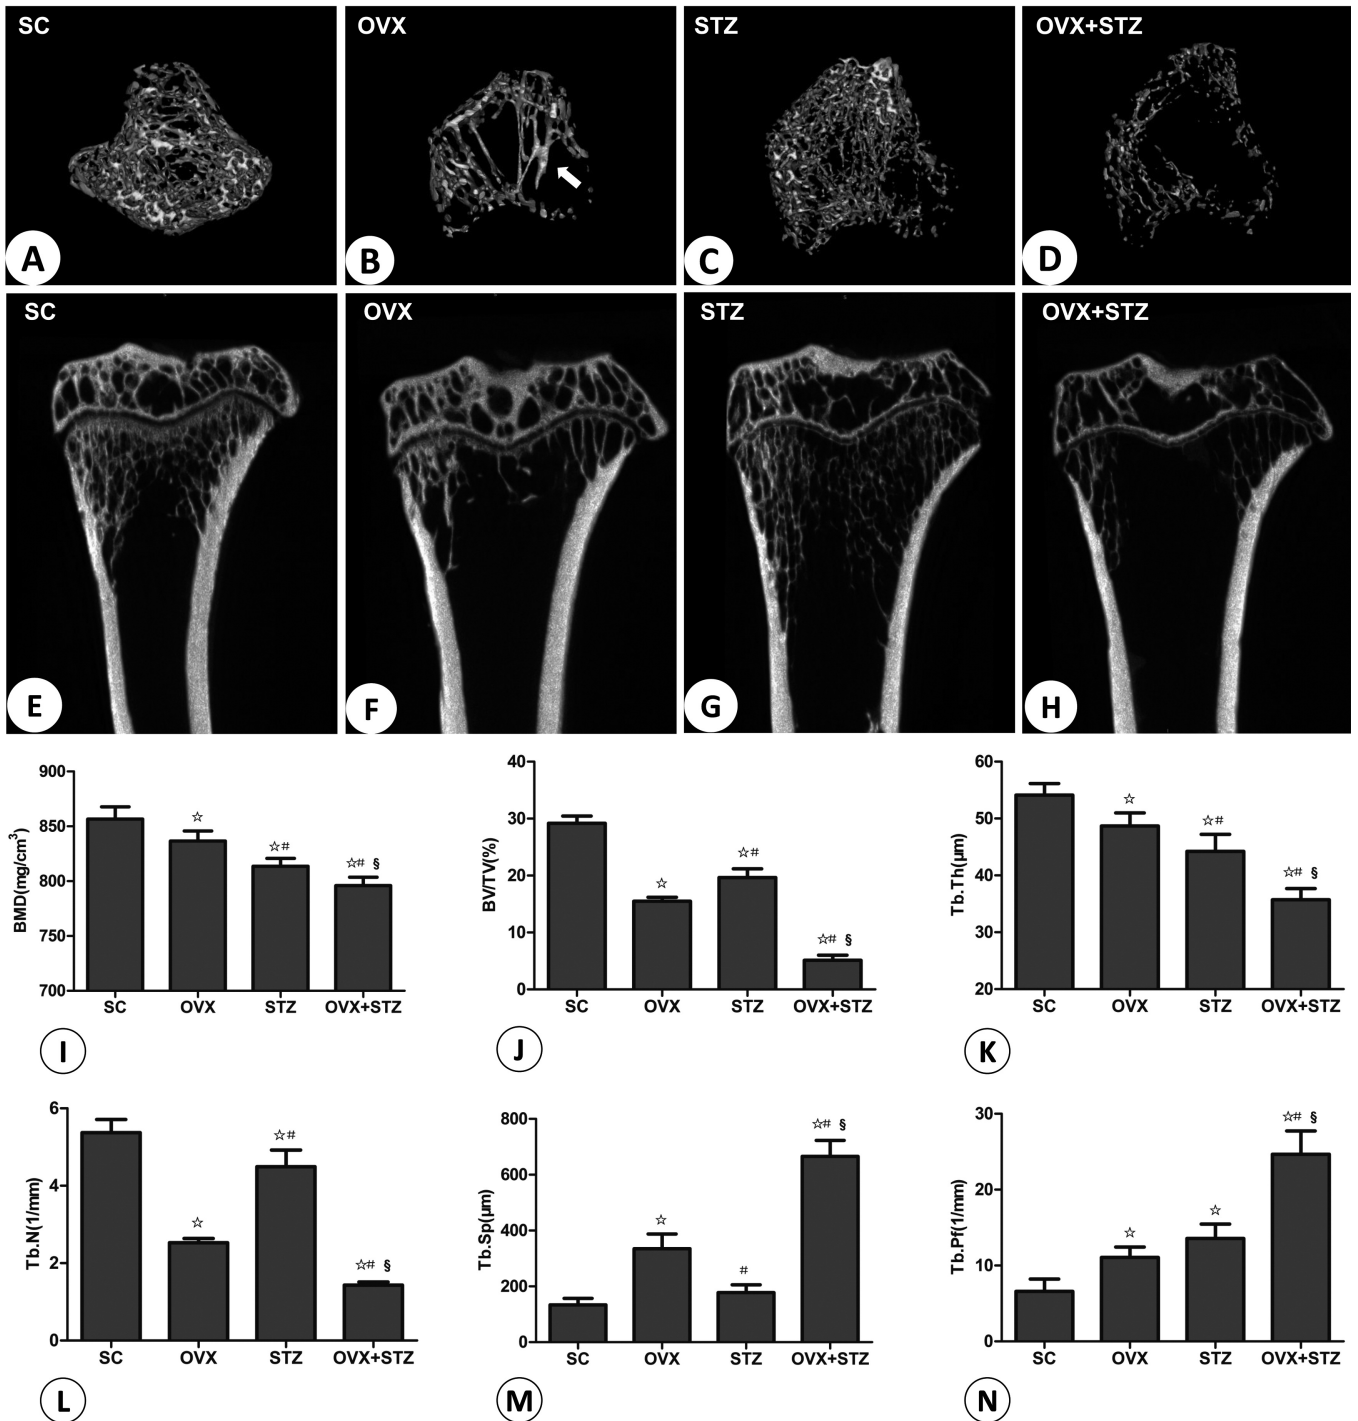 SC OVX STZ OVX+STZ
A B C D
SC OVX STZ OVX+STZ
E F G H
900
850
800
750
700
BMD(mg/cm³)
☆
☆#
☆# §
SC OVX STZ OVX+STZ
I
40
30
20
10
0
BV/TV(%)
☆
☆#
☆# §
SC OVX STZ OVX+STZ
J
60
50
40
30
20
Tb.Th(μm)
☆
☆#
☆# §
SC OVX STZ OVX+STZ
K
6
4
2
0
Tb.N(1/mm)
☆
☆#
☆# §
SC OVX STZ OVX+STZ
L
800
600
400
200
0
Tb.Sp(μm)
☆
#
☆# §
SC OVX STZ OVX+STZ
M
30
20
10
0
Tb.Pf(1/mm)
☆
☆
☆# §
SC OVX STZ OVX+STZ
N